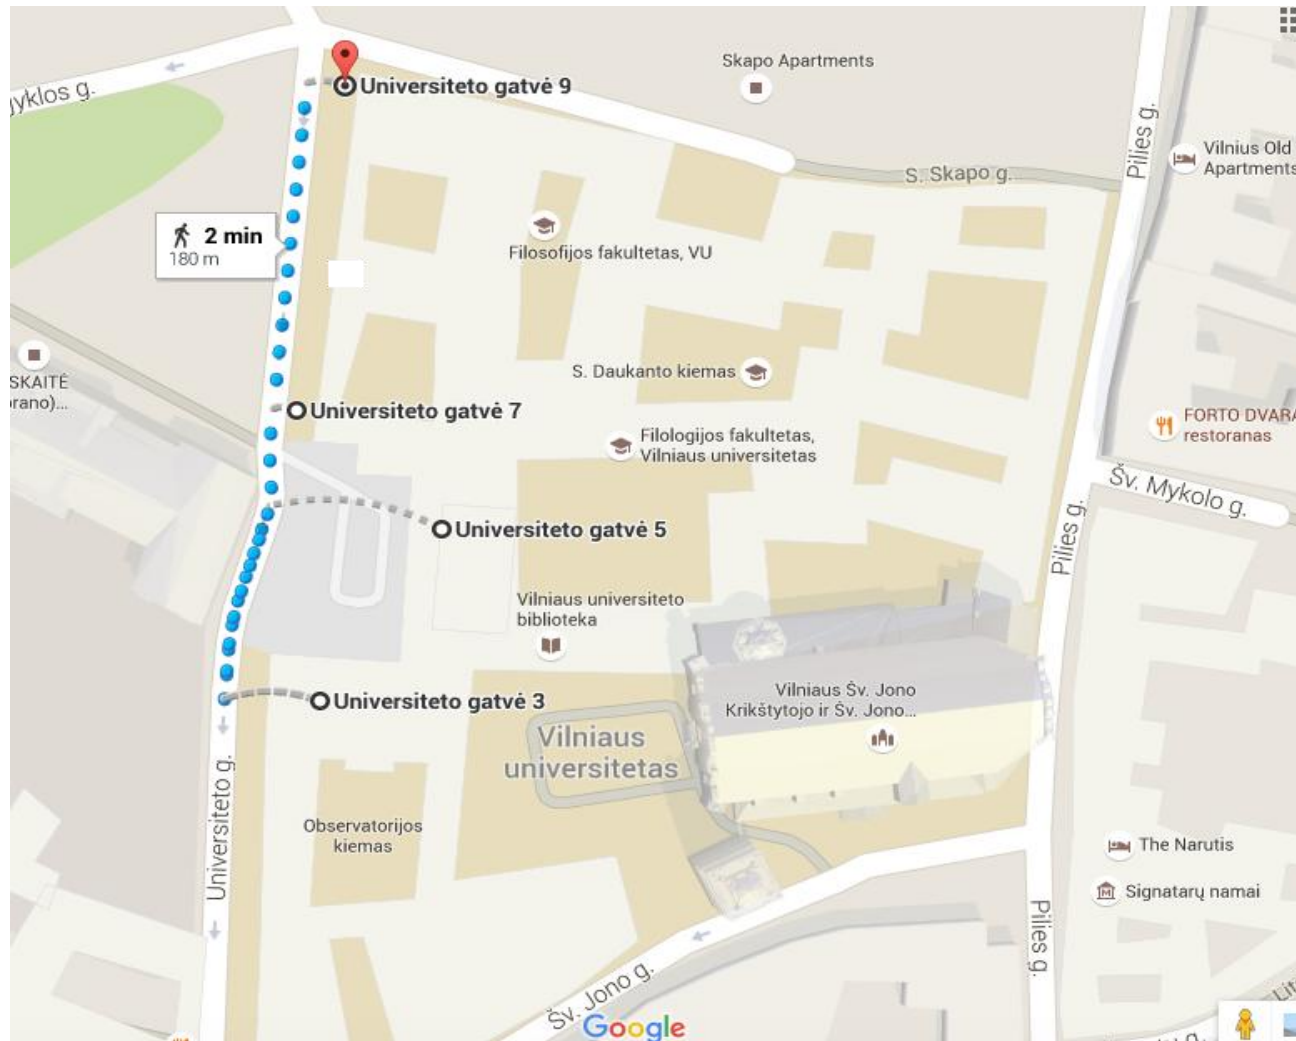 Skapo Apartments
Universiteto gatvė 9
yklos g.
Pilies g.
Vilnius Old
Apartments
S. Skapo g.
2 min
180 m
Filosofijos fakultetas, VU
SKAITĖ
orano)...
S. Daukanto kiemas
Universiteto gatvė 7
FORTO DVARA
restoranas
Filologijos fakultetas,
Vilniaus universitetas
Šv. Mykolo g.
Universiteto gatvė 5
Pilies g.
Vilniaus universiteto
biblioteka
Universiteto gatvė 3
Vilniaus Šv. Jono
Krikštytojo ir Šv. Jono...
Vilniaus
universitetas
Universiteto g.
Observatorijos
kiemas
The Narutis
Signatarų namai
Pilies g.
Šv. Jono g.
Google